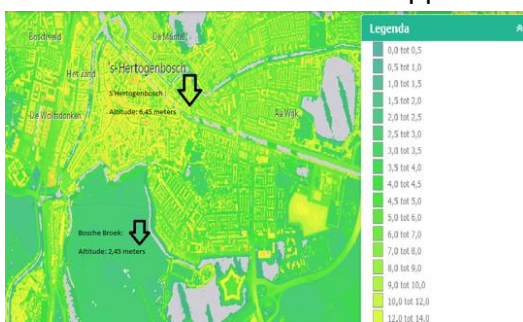 Boschveld
De Muntel
Het Zand
's-Hertogenbosch
S'Hertogenbosch :
De Wolfsdonken
Altitude: 6,45 meters
Aa Wijk
Bosche Broek:
Altitude: 2,45 meters
Legenda
0,0 tot 0,5
0,5 tot 1,0
1,0 tot 1,5
1,5 tot 2,0
2,0 tot 2,5
2,5 tot 3,0
3,0 tot 3,5
3,5 tot 4,0
4,0 tot 4,5
4,5 tot 5,0
5,0 tot 6,0
6,0 tot 7,0
7,0 tot 8,0
8,0 tot 9,0
9,0 tot 10,0
10,0 tot 12,0
12,0 tot 14,0